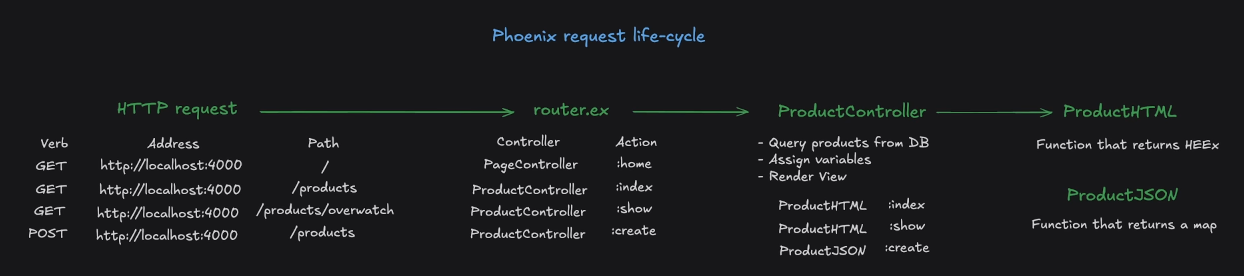 Phoenix request life-cycle
HTTP request router.ex ProductController ProductHTML
Verb Address Path Controller Action - Query products from DB Function that returns HEEx
GET http://localhost:4000 / PageController :home - Assign variables
GET http://localhost:4000 /products ProductController :index - Render View
ProductJSON
GET http://localhost:4000 /products/overwatch ProductController :show ProductHTML :index
POST http://localhost:4000 /products ProductController :create ProductHTML :show Function that returns a map
ProductJSON :create